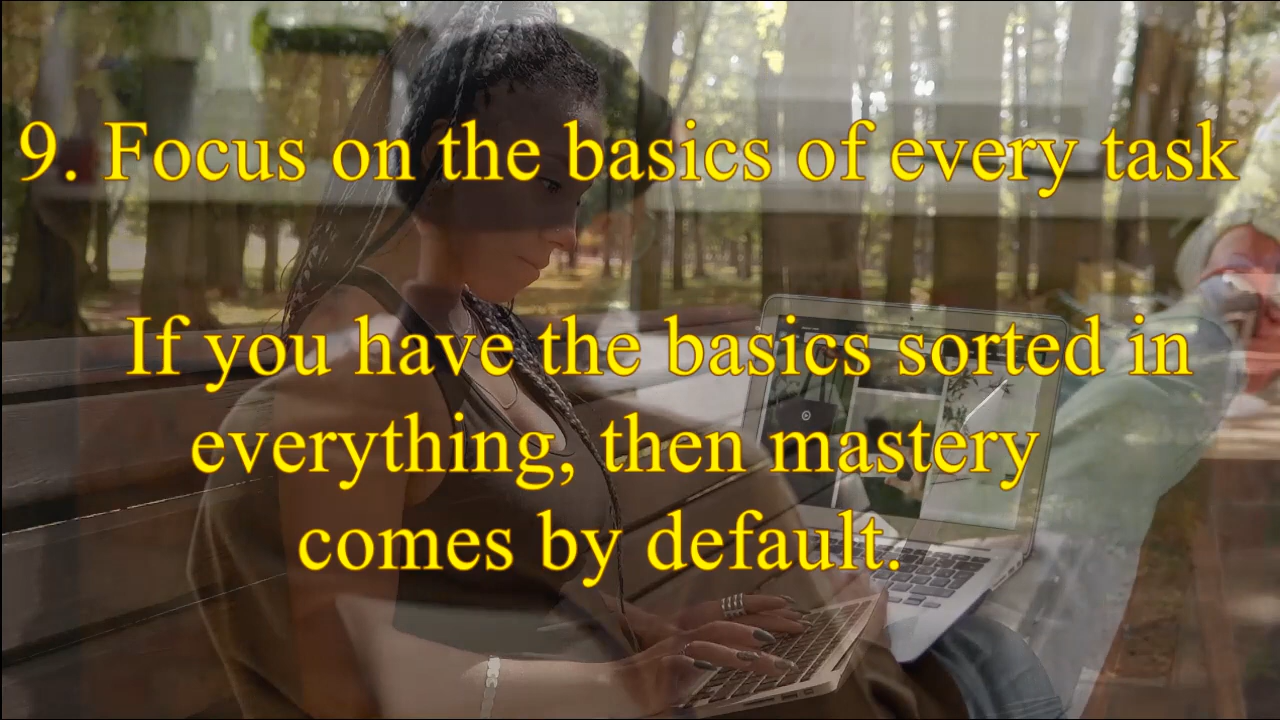 9. Focus on the basics of every task
If you have the basics sorted in
everything, then mastery
comes by default.